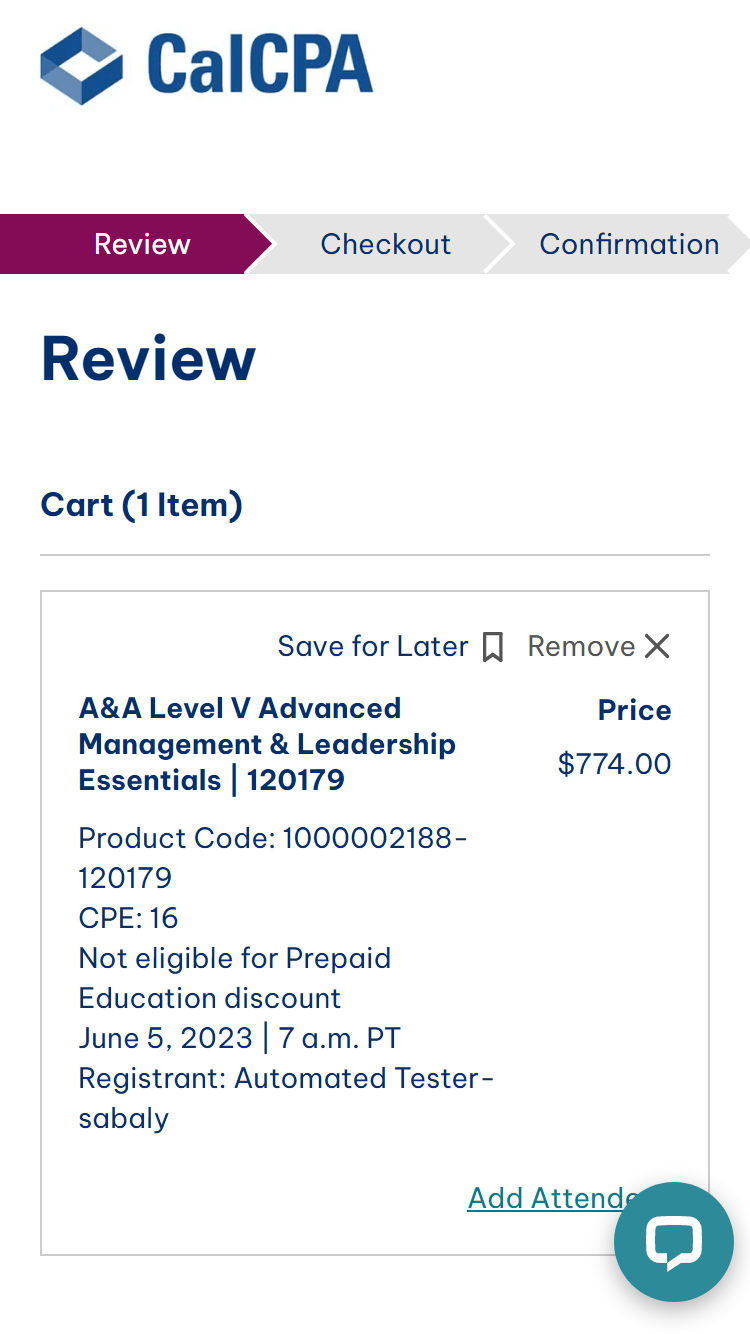 CalCPA
Review
Checkout
Confirmation
Review
Cart (1 Item)
Save for Later
Remove
A&A Level V Advanced
Management & Leadership
Essentials | 120179
Price
$774.00
Product Code: 1000002188-
120179
CPE: 16
Not eligible for Prepaid
Education discount
June 5, 2023 | 7 a.m. PT
Registrant: Automated Tester-
sabaly
Add